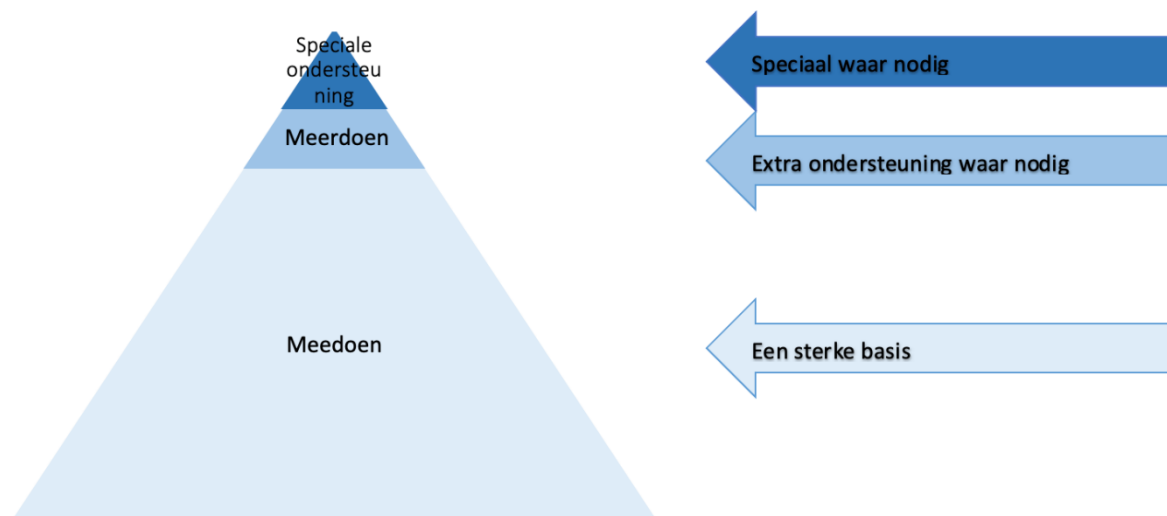 Speciale
ondersteu
ning
Speciaal waar nodig
Meerdoen
Extra ondersteuning waar nodig
Meedoen
Een sterke basis